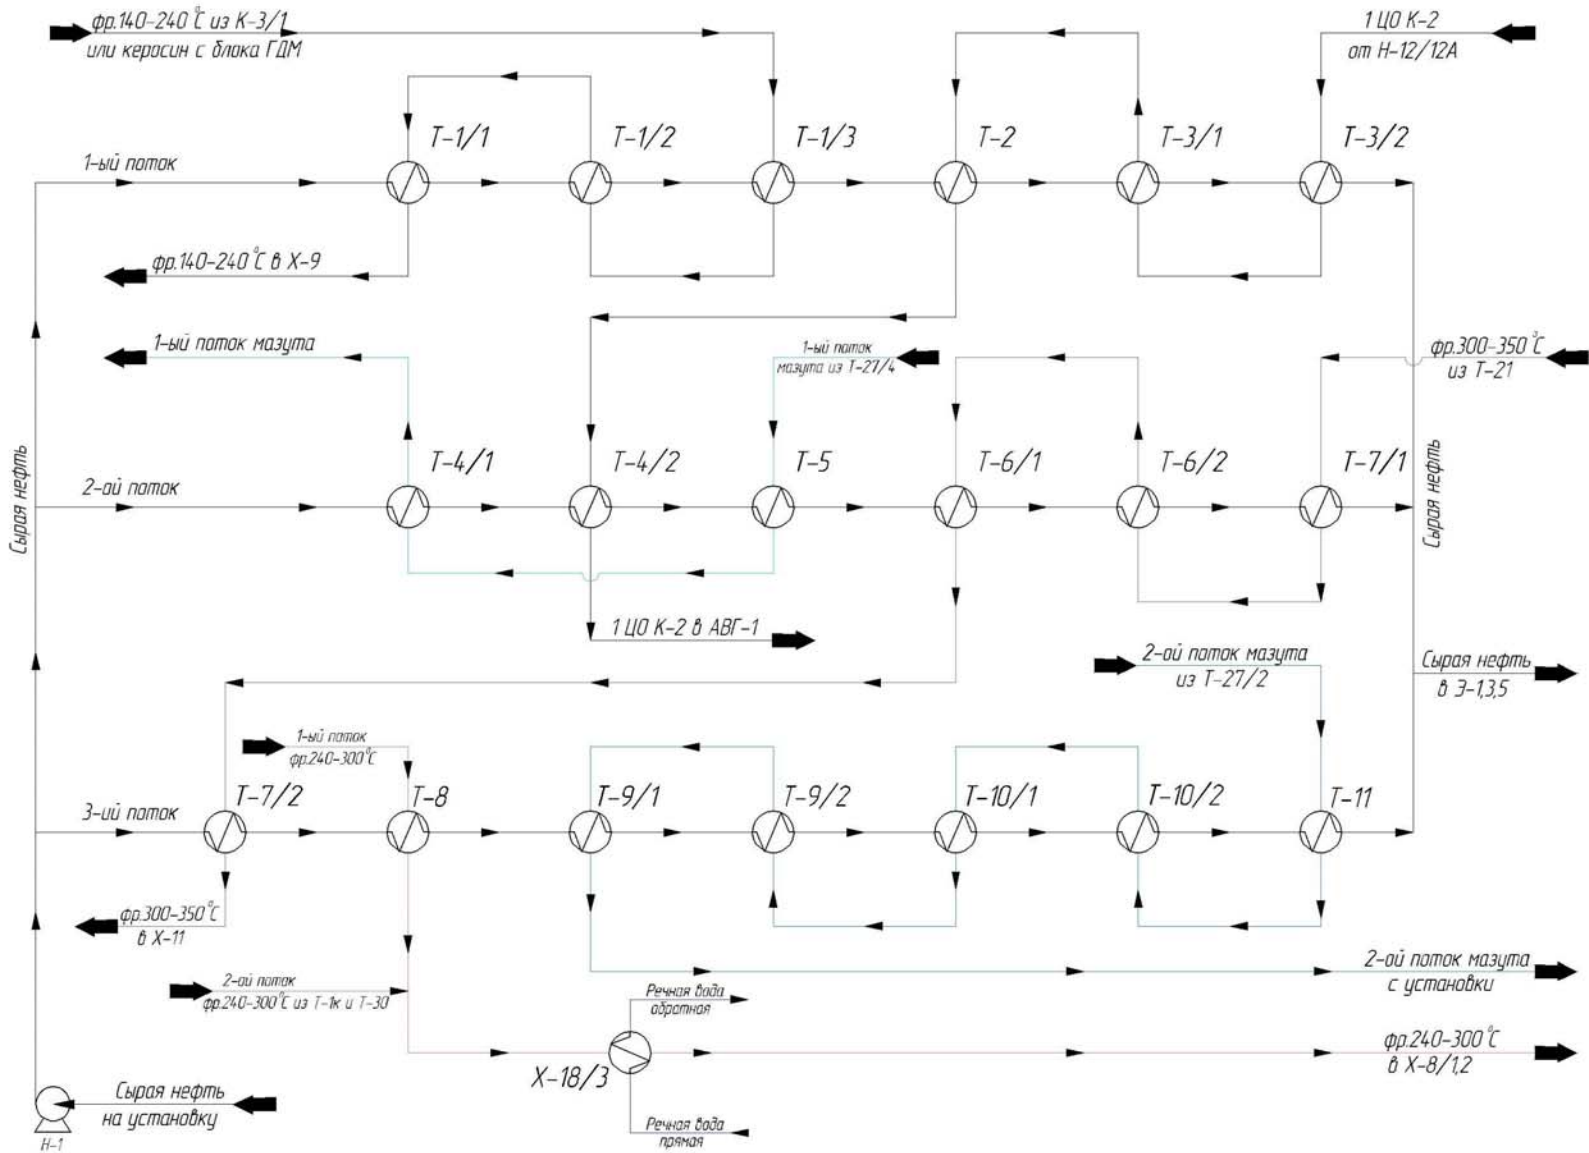 фр.140-240 °С из К-3/1
или керосин с блока ГДМ
1 ЦО К-2
от Н-12/12А
Т-1/1
Т-1/2
Т-1/3
Т-2
Т-3/1
Т-3/2
1-ый поток
фр.140-240 °С в Х-9
1-ый поток мазута
1-ый поток
мазута из Т-27/4
фр.300-350 °С
из Т-21
Сырая нефть
Сырая нефть
Т-4/1
Т-4/2
Т-5
Т-6/1
Т-6/2
Т-7/1
2-ой поток
1 ЦО К-2 в АВГ-1
2-ой поток мазута
из Т-27/2
Сырая нефть
в Э-1,3,5
1-ый поток
фр.240-300 °С
Т-7/2
Т-8
Т-9/1
Т-9/2
Т-10/1
Т-10/2
Т-11
3-ий поток
фр.300-350 °С
в Х-11
2-ой поток
фр.240-300 °С из Т-1к и Т-30
2-ой поток мазута
с установки
Речная вода
обратная
Х-18/3
фр.240-300 °С
в Х-8/1,2
Сырая нефть
на установку
Речная вода
прямая
Н-1